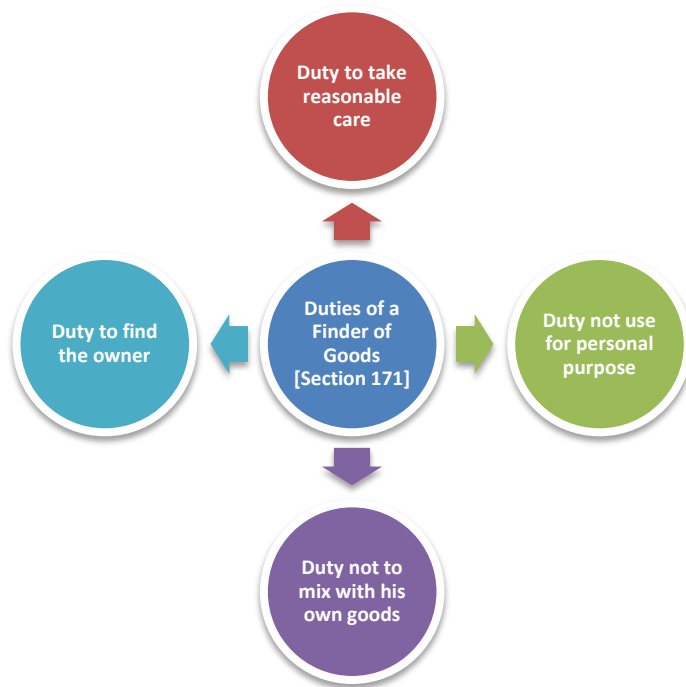 Duty to take
reasonable
care
Duty to find
the owner
Duties of a
Finder of
Goods
[Section 171]
Duty not use
for personal
purpose
Duty not to
mix with his
own goods